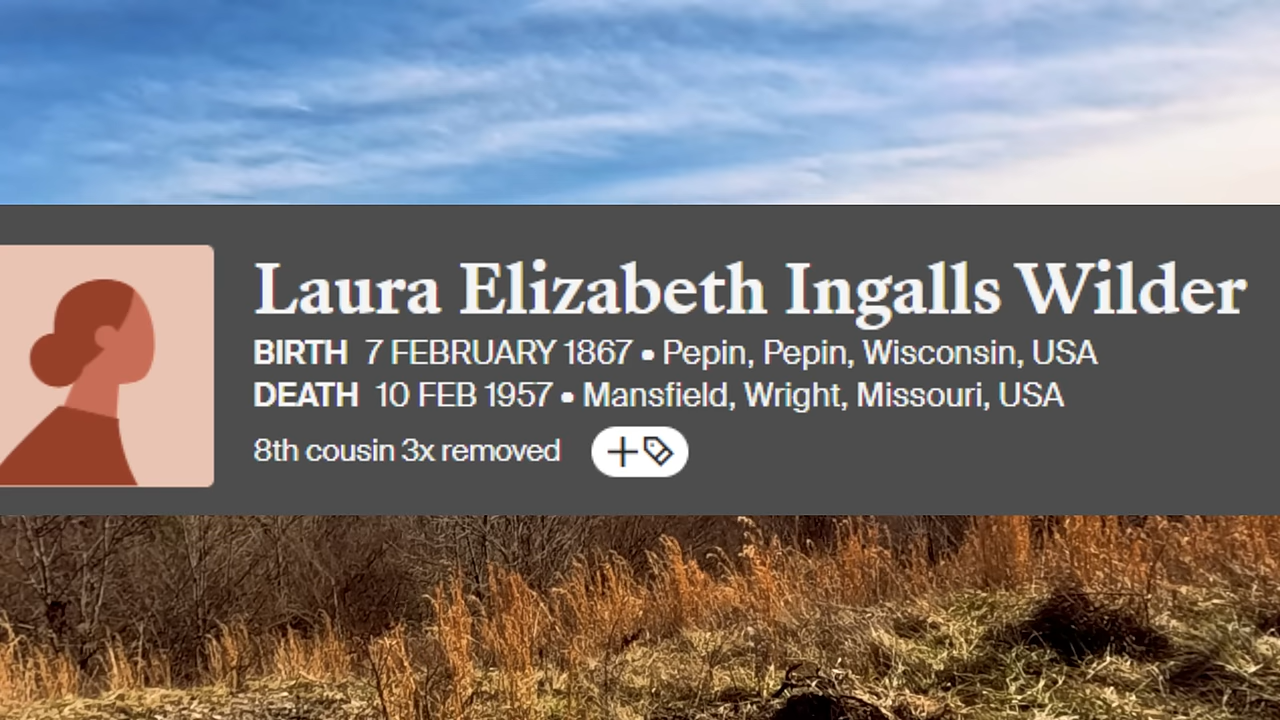 Laura Elizabeth Ingalls Wilder
BIRTH 7 FEBRUARY 1867 • Pepin, Pepin, Wisconsin, USA
DEATH 10 FEB 1957 • Mansfield, Wright, Missouri, USA
8th cousin 3x removed